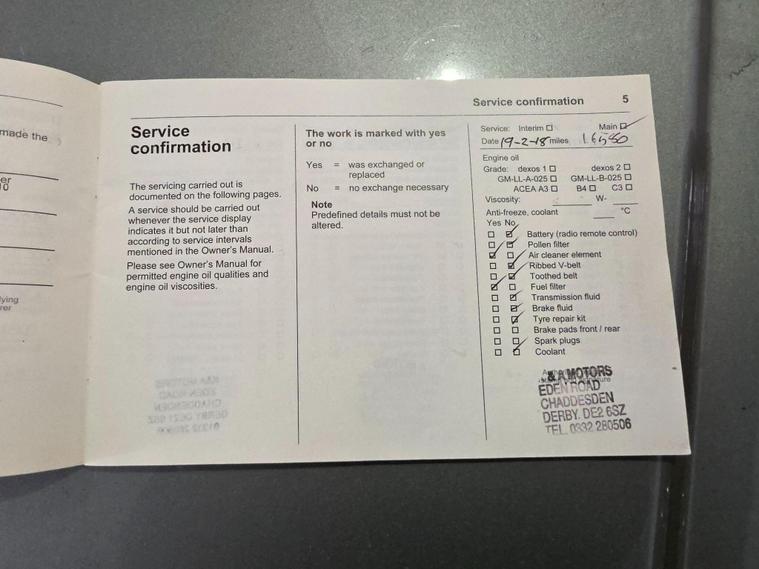 made the
er
10
lying
rer
Service confirmation 5
Service
confirmation
The servicing carried out is
documented on the following pages.
A service should be carried out
whenever the service display
indicates it but not later than
according to service intervals
mentioned in the Owner's Manual.
Please see Owner's Manual for
permitted engine oil qualities and
engine oil viscosities.
The work is marked with yes
or no
Yes = was exchanged or
replaced
No = no exchange necessary
Note
Predefined details must not be
altered.
Service: Interim ☐ Main ☑
Date 19-2-18 miles 16580
Engine oil
Grade: dexos 1 ☐ dexos 2 ☐
GM-LL-A-025 ☐ GM-LL-B-025 ☐
ACEA A3 ☐ B4 ☐ C3 ☐
Viscosity: W-
Anti-freeze, coolant °C
Yes No
☐ ☑ Battery (radio remote control)
☐ ☑ Pollen filter
☑ ☐ Air cleaner element
☐ ☑ Ribbed V-belt
☐ ☑ Toothed belt
☑ ☐ Fuel filter
☐ ☑ Transmission fluid
☐ ☑ Brake fluid
☐ ☑ Tyre repair kit
☐ ☐ Brake pads front / rear
☐ ☐ Spark plugs
☐ ☑ Coolant
& A MOTORS
EDEN ROAD
CHADDESDEN
DERBY. DE2 6SZ
TEL. 0332 280506